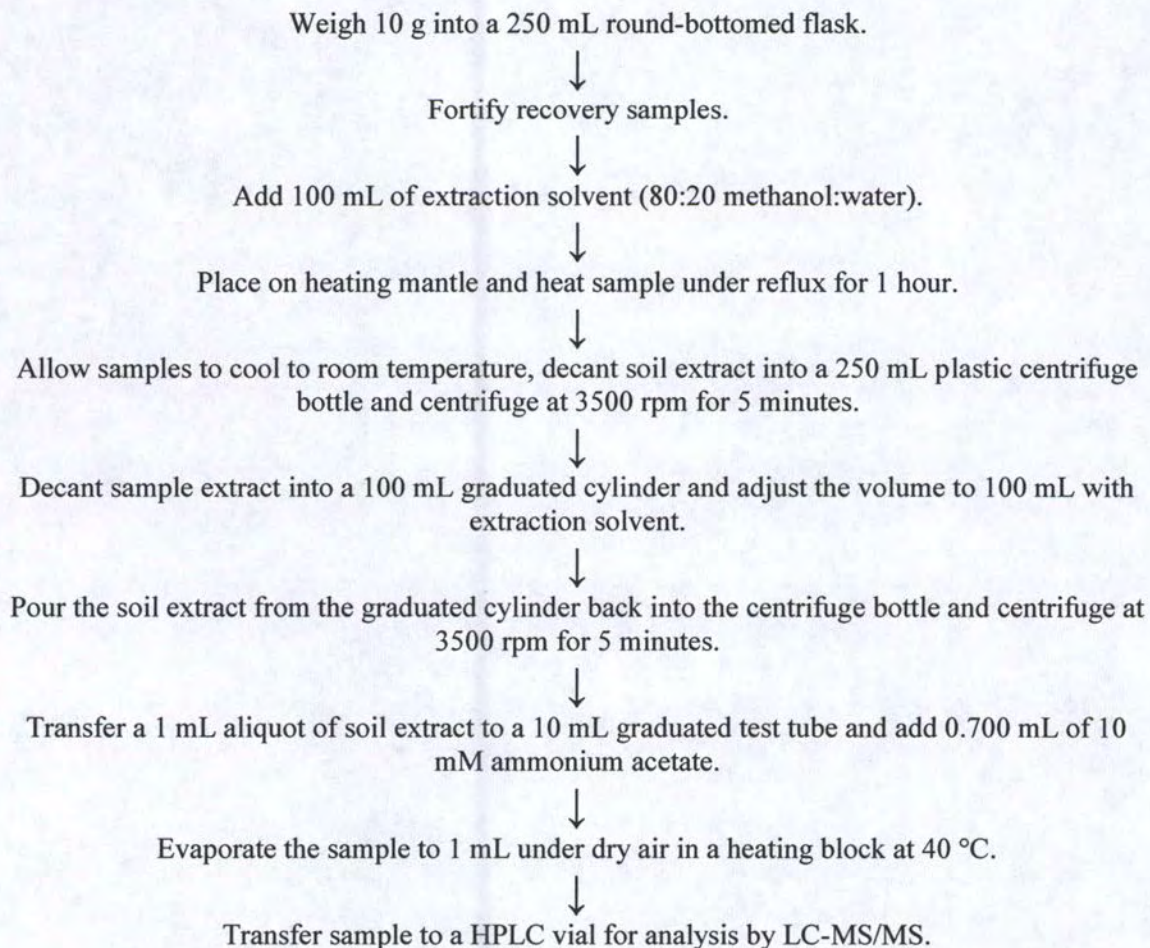 Weigh 10 g into a 250 mL round-bottomed flask.
↓
Fortify recovery samples.
↓
Add 100 mL of extraction solvent (80:20 methanol:water).
↓
Place on heating mantle and heat sample under reflux for 1 hour.
↓
Allow samples to cool to room temperature, decant soil extract into a 250 mL plastic centrifuge
bottle and centrifuge at 3500 rpm for 5 minutes.
↓
Decant sample extract into a 100 mL graduated cylinder and adjust the volume to 100 mL with
extraction solvent.
↓
Pour the soil extract from the graduated cylinder back into the centrifuge bottle and centrifuge at
3500 rpm for 5 minutes.
↓
Transfer a 1 mL aliquot of soil extract to a 10 mL graduated test tube and add 0.700 mL of 10
mM ammonium acetate.
↓
Evaporate the sample to 1 mL under dry air in a heating block at 40 °C.
↓
Transfer sample to a HPLC vial for analysis by LC-MS/MS.